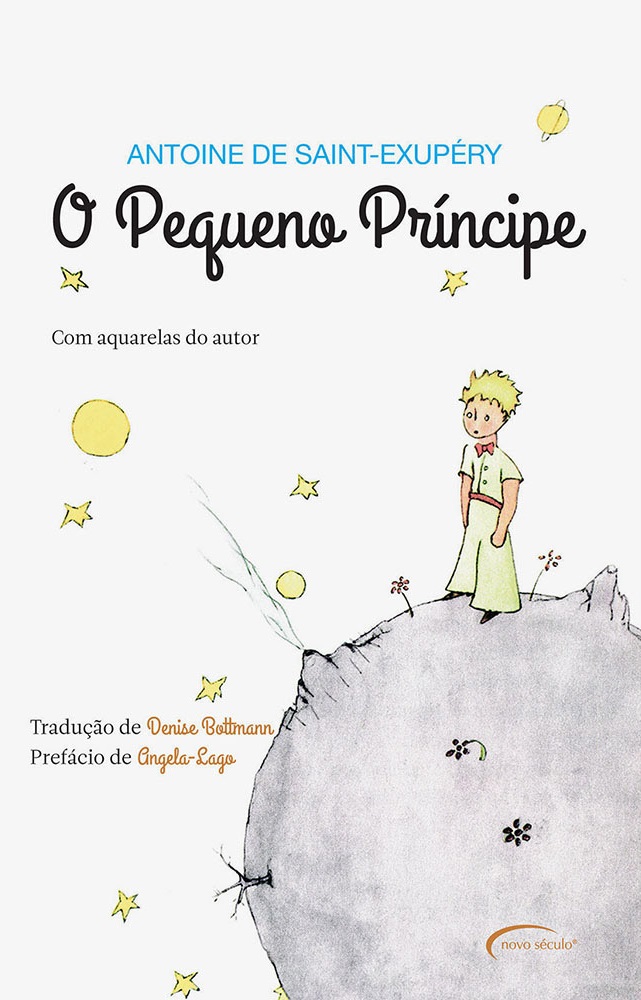 ANTOINE DE SAINT-EXUPÉRY
O Pequeno Príncipe
Com aquarelas do autor
Tradução de Denise Bottmann
Prefácio de Angela-Lago
novo século®